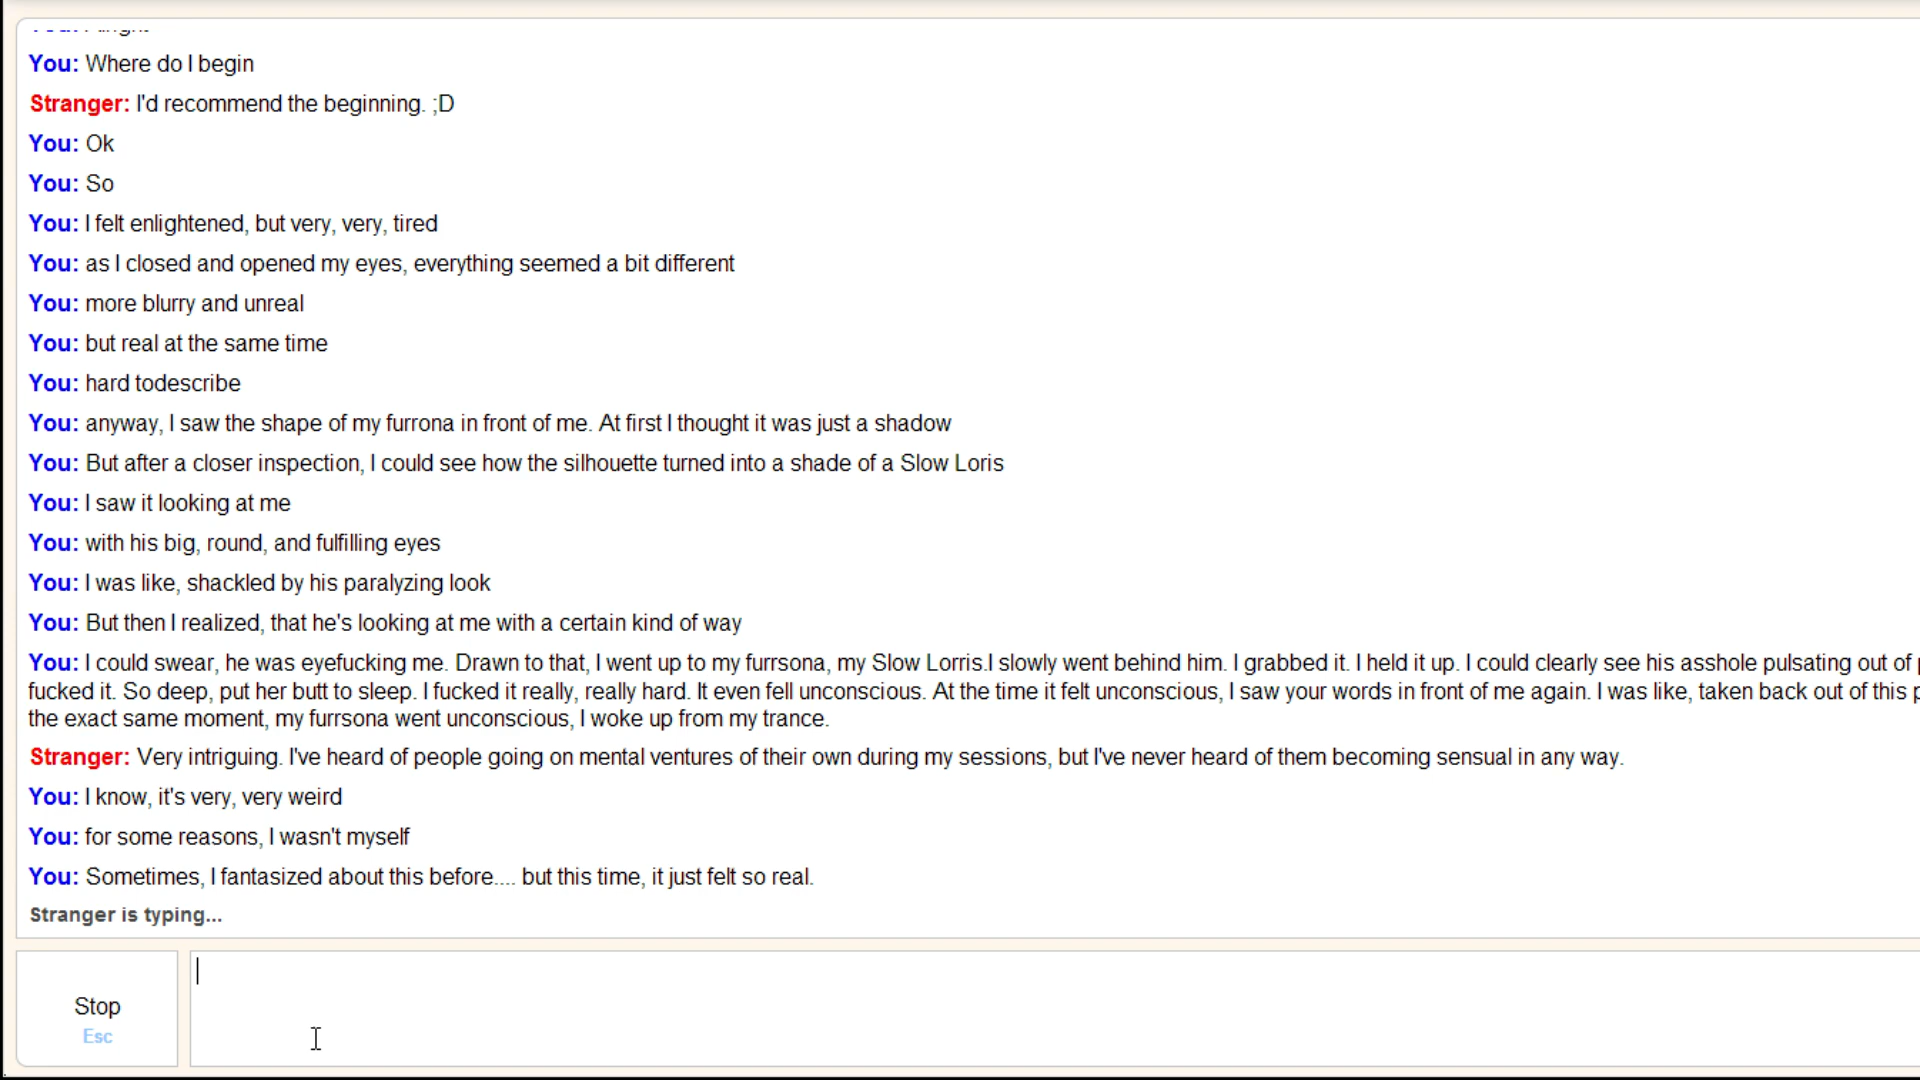 You: Where do I begin
Stranger: I'd recommend the beginning. ;D
You: Ok
You: So
You: I felt enlightened, but very, very, tired
You: as I closed and opened my eyes, everything seemed a bit different
You: more blurry and unreal
You: but real at the same time
You: hard todescribe
You: anyway, I saw the shape of my furrona in front of me. At first I thought it was just a shadow
You: But after a closer inspection, I could see how the silhouette turned into a shade of a Slow Loris
You: I saw it looking at me
You: with his big, round, and fulfilling eyes
You: I was like, shackled by his paralyzing look
You: But then I realized, that he's looking at me with a certain kind of way
You: I could swear, he was eyefucking me. Drawn to that, I went up to my furrsona, my Slow Lorris.I slowly went behind him. I grabbed it. I held it up. I could clearly see his asshole pulsating out of
fucked it. So deep, put her butt to sleep. I fucked it really, really hard. It even fell unconscious. At the time it felt unconscious, I saw your words in front of me again. I was like, taken back out of this
the exact same moment, my furrsona went unconscious, I woke up from my trance.
Stranger: Very intriguing. I've heard of people going on mental ventures of their own during my sessions, but I've never heard of them becoming sensual in any way.
You: I know, it's very, very weird
You: for some reasons, I wasn't myself
You: Sometimes, I fantasized about this before.... but this time, it just felt so real.
Stranger is typing...
Stop
Esc